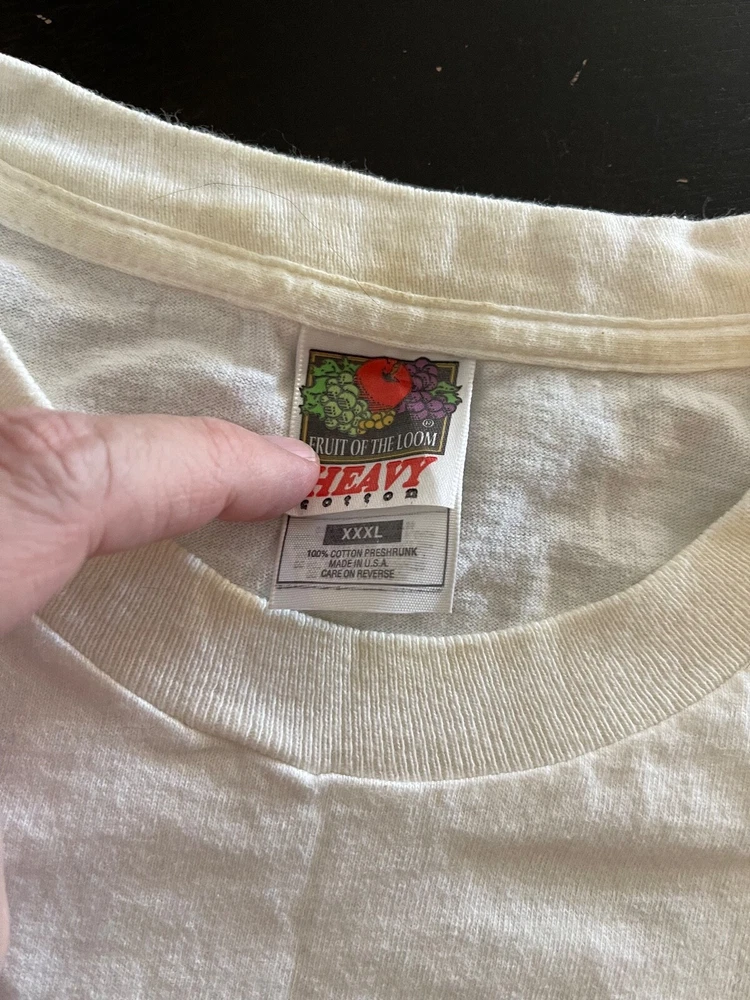 FRUIT OF THE LOOM
®
HEAVY
COTTON
XXXL
100% COTTON PRESHRUNK
MADE IN U.S.A.
CARE ON REVERSE